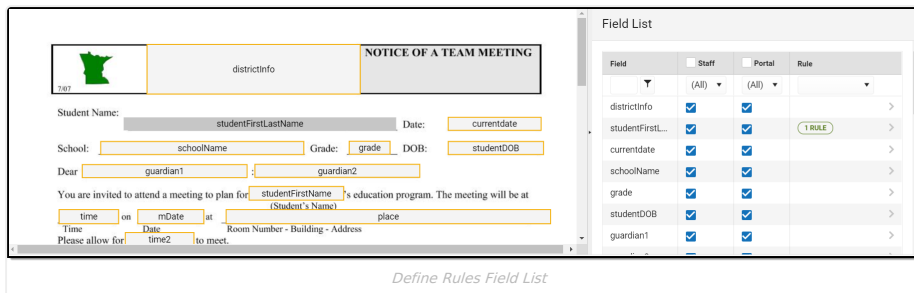 Field List
NOTICE OF A TEAM MEETING
districtInfo
7/07
Field Staff Portal Rule
(All) (All)
districtInfo
studentFirstL... 1 RULE
currentdate
schoolName
grade
studentDOB
guardian1
Student Name: studentFirstLastName Date: currentdate
School: schoolName Grade: grade DOB: studentDOB
Dear guardian1 : guardian2
You are invited to attend a meeting to plan for studentFirstName 's education program. The meeting will be at
(Student's Name)
time on mDate at place
Time Date Room Number - Building - Address
Please allow for time2 to meet.
Define Rules Field List